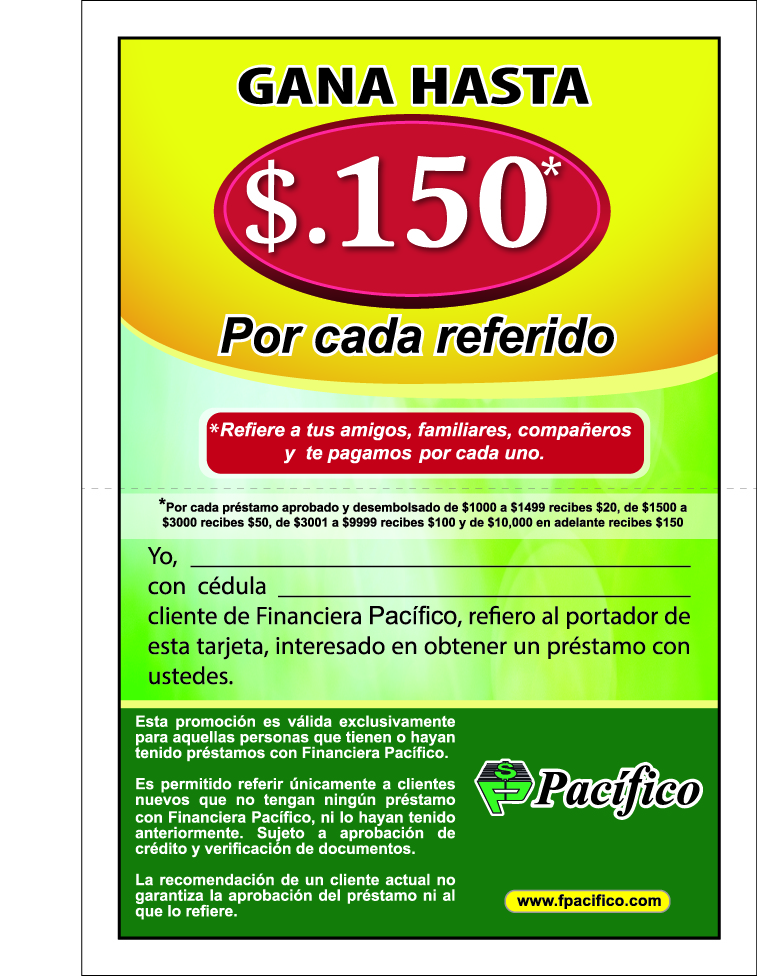 GANA HASTA
$.150*
Por cada referido
*Refiere a tus amigos, familiares, compañeros
y te pagamos por cada uno.
*Por cada préstamo aprobado y desembolsado de $1000 a $1499 recibes $20, de $1500 a
$3000 recibes $50, de $3001 a $9999 recibes $100 y de $10,000 en adelante recibes $150
Yo,
con cédula
cliente de Financiera Pacífico, refiero al portador de
esta tarjeta, interesado en obtener un préstamo con
ustedes.
Esta promoción es válida exclusivamente
para aquellas personas que tienen o hayan
tenido préstamos con Financiera Pacífico.
Es permitido referir únicamente a clientes
nuevos que no tengan ningún préstamo
con Financiera Pacífico, ni lo hayan tenido
anteriormente. Sujeto a aprobación de
crédito y verificación de documentos.
La recomendación de un cliente actual no
garantiza la aprobación del préstamo ni al
que lo refiere.
$FP Pacífico
www.fpacifico.com